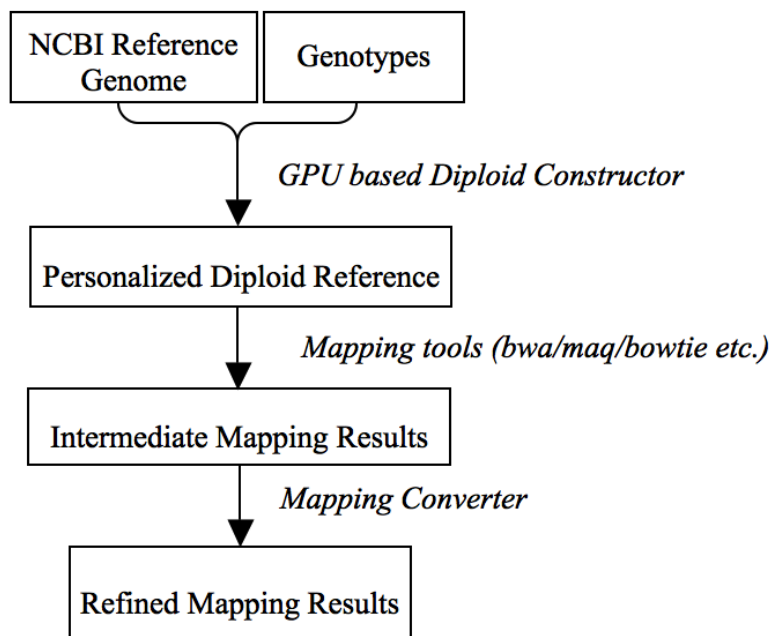 NCBI Reference
Genome
Genotypes
GPU based Diploid Constructor
Personalized Diploid Reference
Mapping tools (bwa/maq/bowtie etc.)
Intermediate Mapping Results
Mapping Converter
Refined Mapping Results